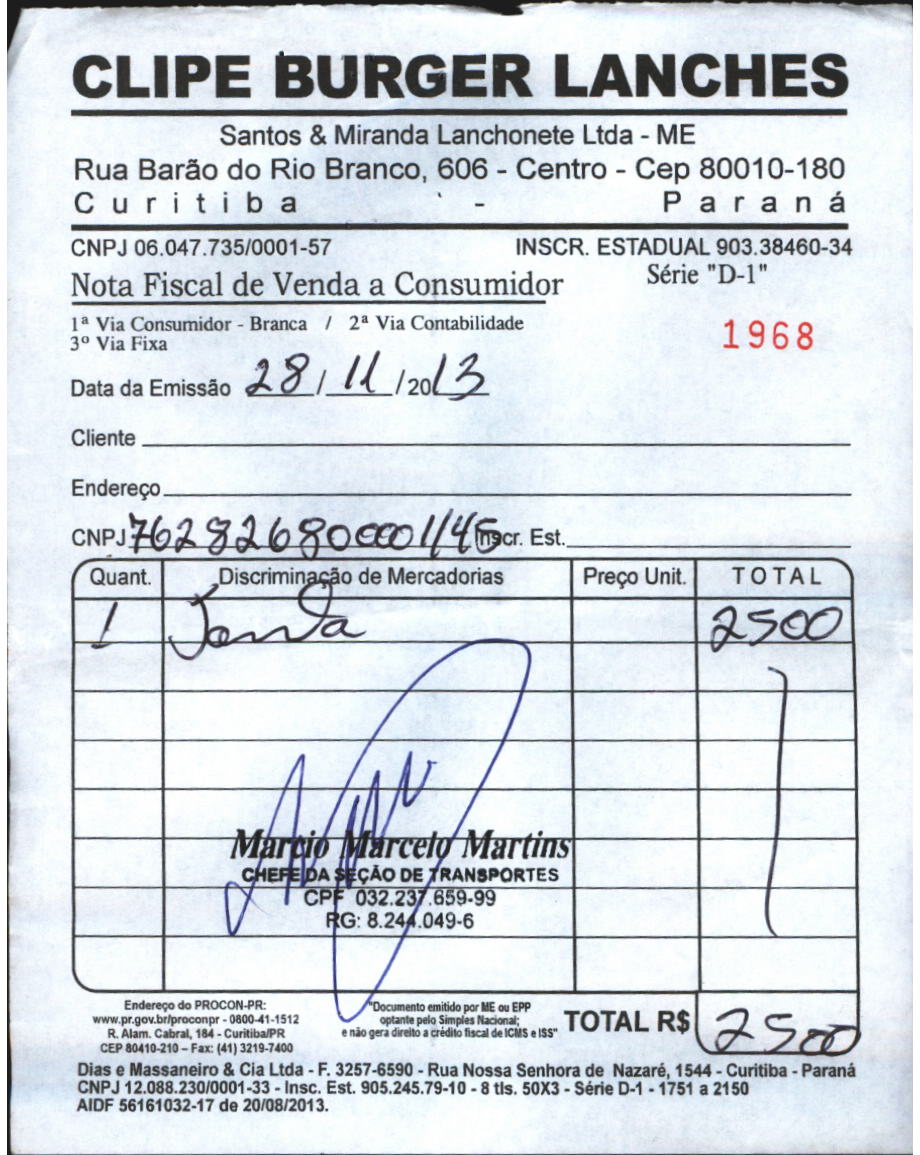 CLIPE BURGER LANCHES
Santos & Miranda Lanchonete Ltda - ME
Rua Barão do Rio Branco, 606 - Centro - Cep 80010-180
Curitiba - Paraná
CNPJ 06.047.735/0001-57 INSCR. ESTADUAL 903.38460-34
Nota Fiscal de Venda a Consumidor Série "D-1"
1ª Via Consumidor - Branca / 2ª Via Contabilidade
3º Via Fixa
1968
Data da Emissão 28/11/2013
Cliente
Endereço
CNPJ 762826800001/45 Inscr. Est.
Quant. Discriminação de Mercadorias Preço Unit. TOTAL
1 Janta 2500
Marcio Marcelo Martins
CHEFE DA SEÇÃO DE TRANSPORTES
CPF 032.237.659-99
RG: 8.244.049-6
Endereço do PROCON-PR:
www.pr.gov.br/proconpr - 0800-41-1512
R. Alam. Cabral, 184 - Curitiba/PR
CEP 80410-210 - Fax: (41) 3219-7400
"Documento emitido por ME ou EPP
optante pelo Simples Nacional;
e não gera direito a crédito fiscal de ICMS e ISS"
TOTAL R$ 2500
Dias e Massaneiro & Cia Ltda - F. 3257-6590 - Rua Nossa Senhora de Nazaré, 1544 - Curitiba - Paraná
CNPJ 12.088.230/0001-33 - Insc. Est. 905.245.79-10 - 8 tls. 50X3 - Série D-1 - 1751 a 2150
AIDF 56161032-17 de 20/08/2013.